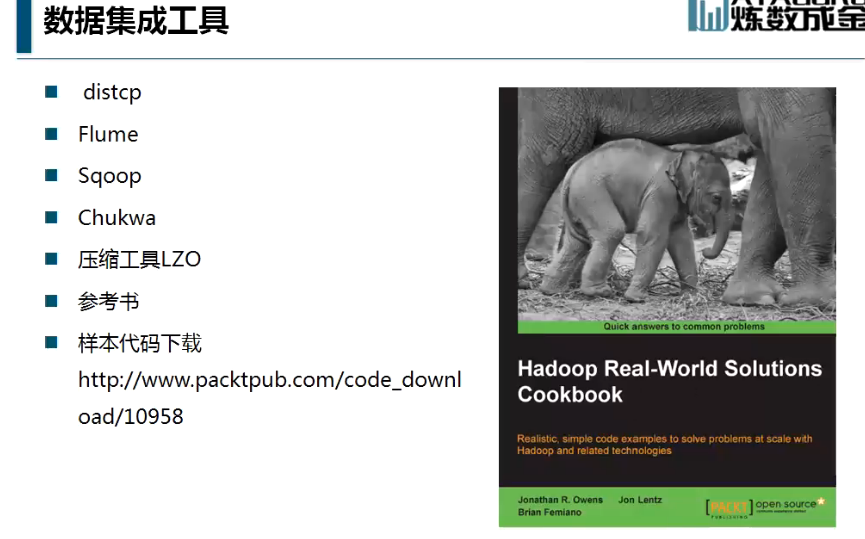 数据集成工具
炼数成金
distcp
Flume
Sqoop
Chukwa
压缩工具LZO
参考书
样本代码下载
http://www.packtpub.com/code_downl
oad/10958
Quick answers to common problems
Hadoop Real-World Solutions
Cookbook
Realistic, simple code examples to solve problems at scale with
Hadoop and related technologies
Jonathan R. Owens Jon Lentz
Brian Femiano
[PACKT] open source
PUBLISHING